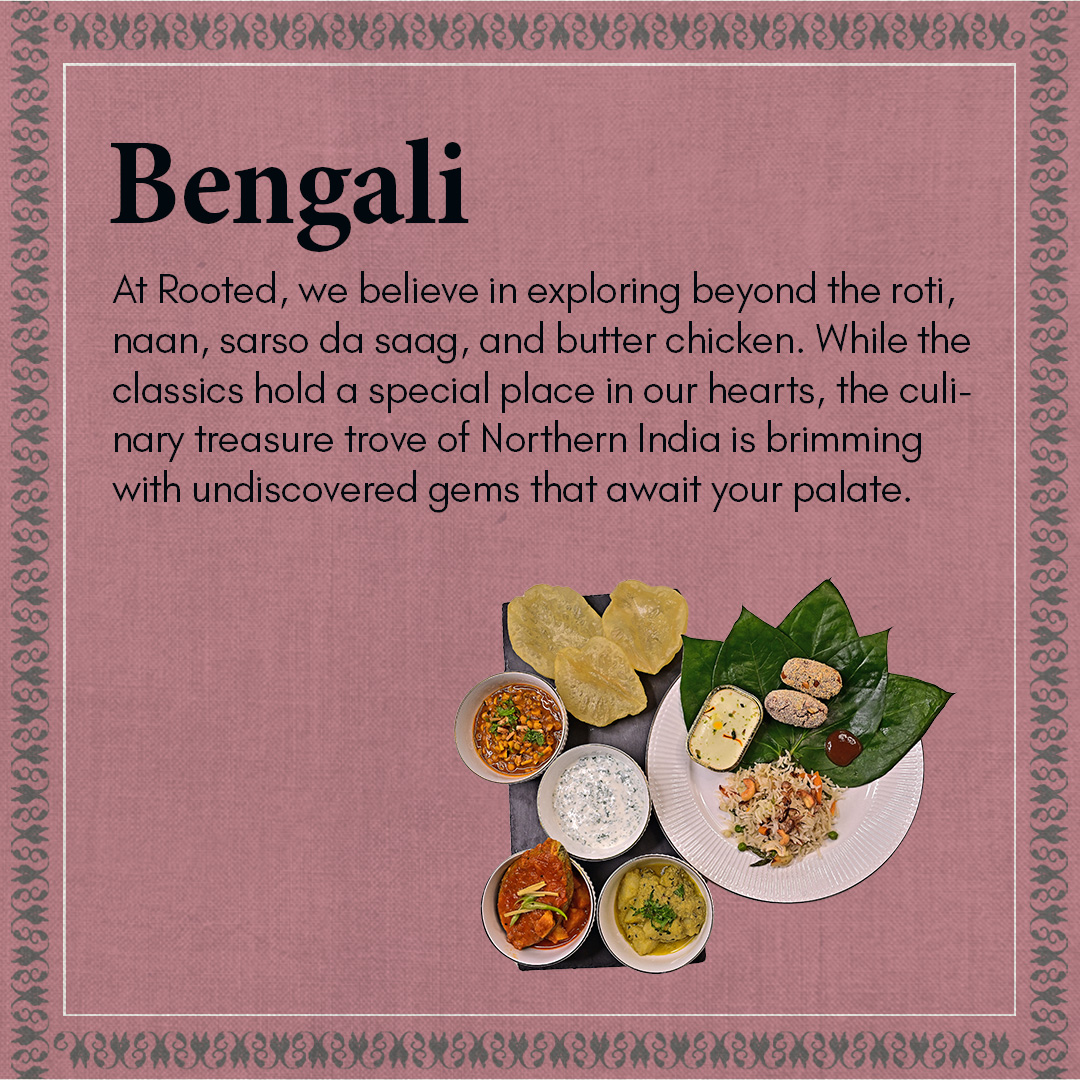 Bengali
At Rooted, we believe in exploring beyond the roti,
naan, sarso da saag, and butter chicken. While the
classics hold a special place in our hearts, the culi-
nary treasure trove of Northern India is brimming
with undiscovered gems that await your palate.